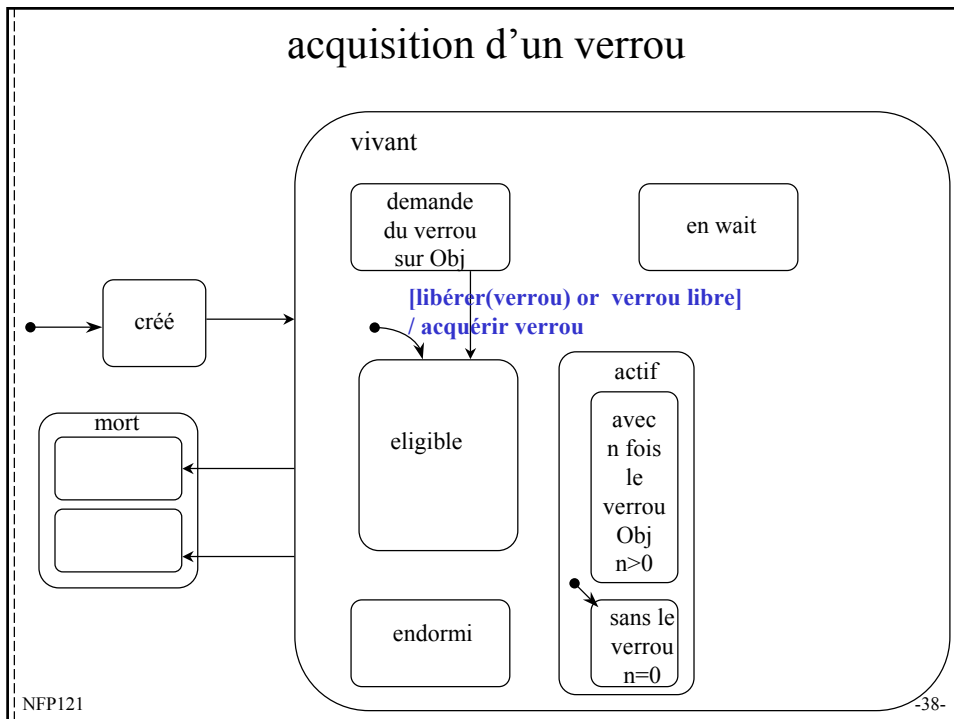 acquisition d’un verrou
vivant
demande
du verrou
sur Obj
en wait
[libérer(verrou) or verrou libre]
/ acquérir verrou
créé
eligible
actif
avec
n fois
le
verrou
Obj
n>0
mort
endormi
sans le
verrou
n=0
NFP121
-38-